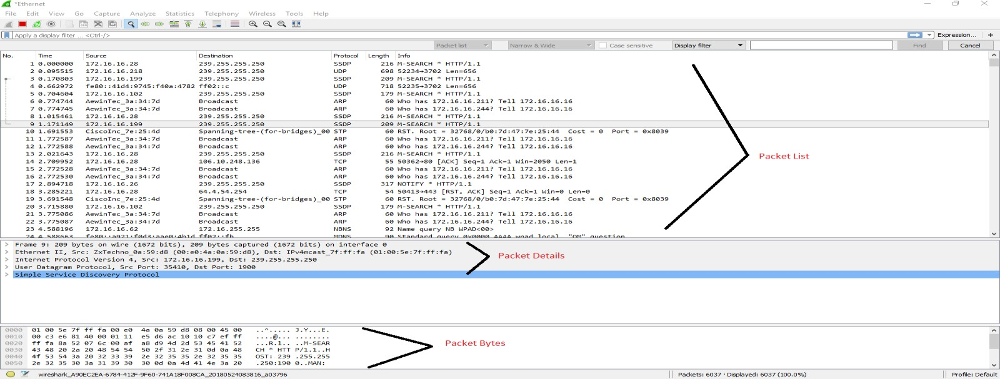 *Ethernet
File Edit View Go Capture Analyze Statistics Telephony Wireless Tools Help
Apply a display filter ... <Ctrl-/> Expression... +
Packet list Narrow & Wide Case sensitive Display filter Find Cancel
No. Time Source Destination Protocol Length Info
1 0.000000 172.16.16.28 239.255.255.250 SSDP 216 M-SEARCH * HTTP/1.1
2 0.095515 172.16.16.218 239.255.255.250 UDP 698 52234→3702 Len=656
3 0.170803 172.16.16.199 239.255.255.250 SSDP 209 M-SEARCH * HTTP/1.1
4 0.662972 fe80::41d4:9745:f40a:4782 ff02::c UDP 718 52235→3702 Len=656
5 0.704604 172.16.16.102 239.255.255.250 SSDP 179 M-SEARCH * HTTP/1.1
6 0.774744 AewinTec_3a:34:7d Broadcast ARP 60 Who has 172.16.16.211? Tell 172.16.16.16
7 0.774745 AewinTec_3a:34:7d Broadcast ARP 60 Who has 172.16.16.244? Tell 172.16.16.16
8 1.015461 172.16.16.28 239.255.255.250 SSDP 216 M-SEARCH * HTTP/1.1
9 1.171149 172.16.16.199 239.255.255.250 SSDP 209 M-SEARCH * HTTP/1.1
10 1.691553 CiscoInc_7e:25:4d Spanning-tree-(for-bridges)_00 STP 60 RST. Root = 32768/0/b0:7d:47:7e:25:44 Cost = 0 Port = 0x8039
11 1.772587 AewinTec_3a:34:7d Broadcast ARP 60 Who has 172.16.16.211? Tell 172.16.16.16
12 1.772588 AewinTec_3a:34:7d Broadcast ARP 60 Who has 172.16.16.244? Tell 172.16.16.16
13 2.021643 172.16.16.28 239.255.255.250 SSDP 216 M-SEARCH * HTTP/1.1
14 2.709952 172.16.16.28 106.10.248.136 TCP 55 50362→80 [ACK] Seq=1 Ack=1 Win=2050 Len=1
15 2.772528 AewinTec_3a:34:7d Broadcast ARP 60 Who has 172.16.16.211? Tell 172.16.16.16
16 2.772530 AewinTec_3a:34:7d Broadcast ARP 60 Who has 172.16.16.244? Tell 172.16.16.16
17 2.894718 172.16.16.26 239.255.255.250 SSDP 317 NOTIFY * HTTP/1.1
18 3.285221 172.16.16.28 64.4.54.254 TCP 54 50413→443 [RST, ACK] Seq=1 Ack=1 Win=0 Len=0
19 3.691548 CiscoInc_7e:25:4d Spanning-tree-(for-bridges)_00 STP 60 RST. Root = 32768/0/b0:7d:47:7e:25:44 Cost = 0 Port = 0x8039
20 3.715880 172.16.16.102 239.255.255.250 SSDP 179 M-SEARCH * HTTP/1.1
21 3.775086 AewinTec_3a:34:7d Broadcast ARP 60 Who has 172.16.16.211? Tell 172.16.16.16
22 3.775087 AewinTec_3a:34:7d Broadcast ARP 60 Who has 172.16.16.244? Tell 172.16.16.16
23 4.588196 172.16.16.62 172.16.255.255 NBNS 92 Name query NB WPAD<00>
24 4.588663 fe80::a921:f0d3:aae0:4b1d ff02::fb MDNS 90 Standard query 0x0000 AAAA wpad.local, "QM" question
Packet List
Frame 9: 209 bytes on wire (1672 bits), 209 bytes captured (1672 bits) on interface 0
Ethernet II, Src: ZxTechno_0a:59:d8 (00:e0:4a:0a:59:d8), Dst: IPv4mcast_7f:ff:fa (01:00:5e:7f:ff:fa)
Internet Protocol Version 4, Src: 172.16.16.199, Dst: 239.255.255.250
User Datagram Protocol, Src Port: 35410, Dst Port: 1900
Simple Service Discovery Protocol
Packet Details
0000 01 00 5e 7f ff fa 00 e0 4a 0a 59 d8 08 00 45 00 ..^..... J.Y...E.
0010 00 c3 e6 81 40 00 01 11 e5 d6 ac 10 10 c7 ef ff ....@... ........
0020 ff fa 8a 52 07 6c 00 af a8 d9 4d 2d 53 45 41 52 ...R.l.. ..M-SEAR
0030 43 48 20 2a 20 48 54 54 50 2f 31 2e 31 0d 0a 48 CH * HTT P/1.1..H
0040 4f 53 54 3a 20 32 33 39 2e 32 35 35 2e 32 35 35 OST: 239 .255.255
0050 2e 32 35 30 3a 31 39 30 30 0d 0a 4d 41 4e 3a 20 .250:190 0..MAN:
Packet Bytes
wireshark_A90EC2EA-6784-412F-9F60-741A18F008CA_20180524083816_a03796 Packets: 6037 · Displayed: 6037 (100.0%) Profile: Default